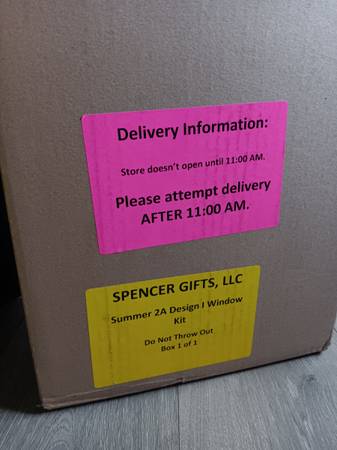 Delivery Information:
Store doesn't open until 11:00 AM.
Please attempt delivery
AFTER 11:00 AM.
SPENCER GIFTS, LLC
Summer 2A Design I Window
Kit
Do Not Throw Out
Box 1 of 1